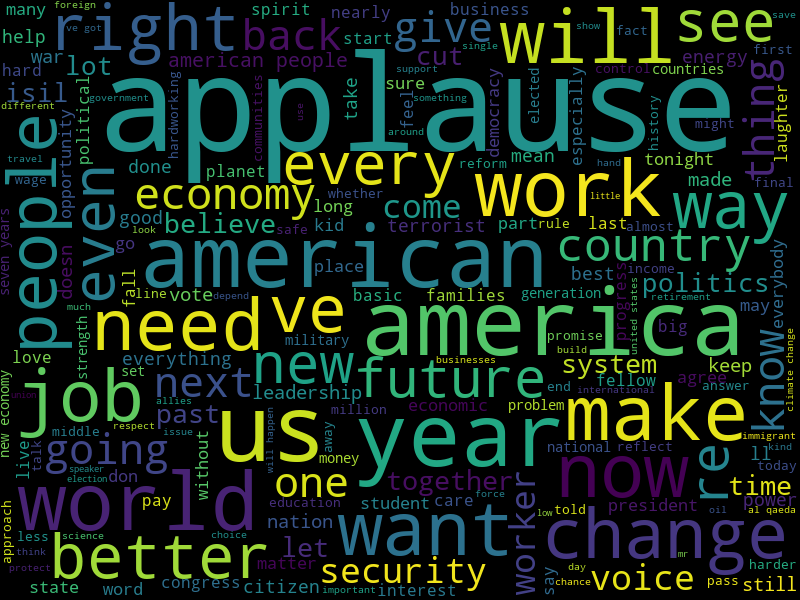 many
foreign
ve got
help
war
isil
lot
hard
different
government
right
spirit
back
nearly
start
american people
business
give
cut
will
see
show
fact
single
save
first
energy
countries
applause
support
something
sure
feel
take
around
control
elected
especially
democracy
might
history
thing
laughter
people
political
opportunity
hardworking
communities
use
travel
wage
even
done
planet
every
reform
mean
hand
tonight
made
final
economy
whether
long
come
work
little
way
good
believe
kid
terrorist
part
rule
last
almost
go
look
safe
american
place
country
best
income
seven years
doesn
fall
aline
vote
depend
basic
families
generation
politics
progress
retirement
united states
may
everybody
much
strength
need
ve
military
america
promise
build
big
know
climate change
love
everything
new
businesses
system
agree
keep
answer
new economy
job
set
next
leadership
future
problem
end
fellow
international
union
respect
allies
past
million
economic
us
year
make
immigrant
middle
issue
live
talk
going
without
away
will happen
money
one
together
national
reflect
re
ll
kind
today
speaker
election
don
world
pay
education
student
care
force
worker
low
told
now
president
oil
power
time
al qaeda
approach
less
science
choice
nation
want
mr
change
think
protect
better
let
matter
say
day
chance
voice
pass
harder
still
state
word
congress
citizen
important
security
interest